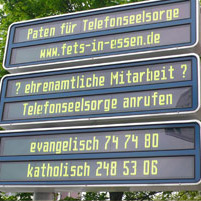 Paten für Telefonseelsorge
www.fets-in-essen.de
? ehrenamtliche Mitarbeit ?
Telefonseelsorge anrufen
evangelisch 74 74 80
katholisch 248 53 06